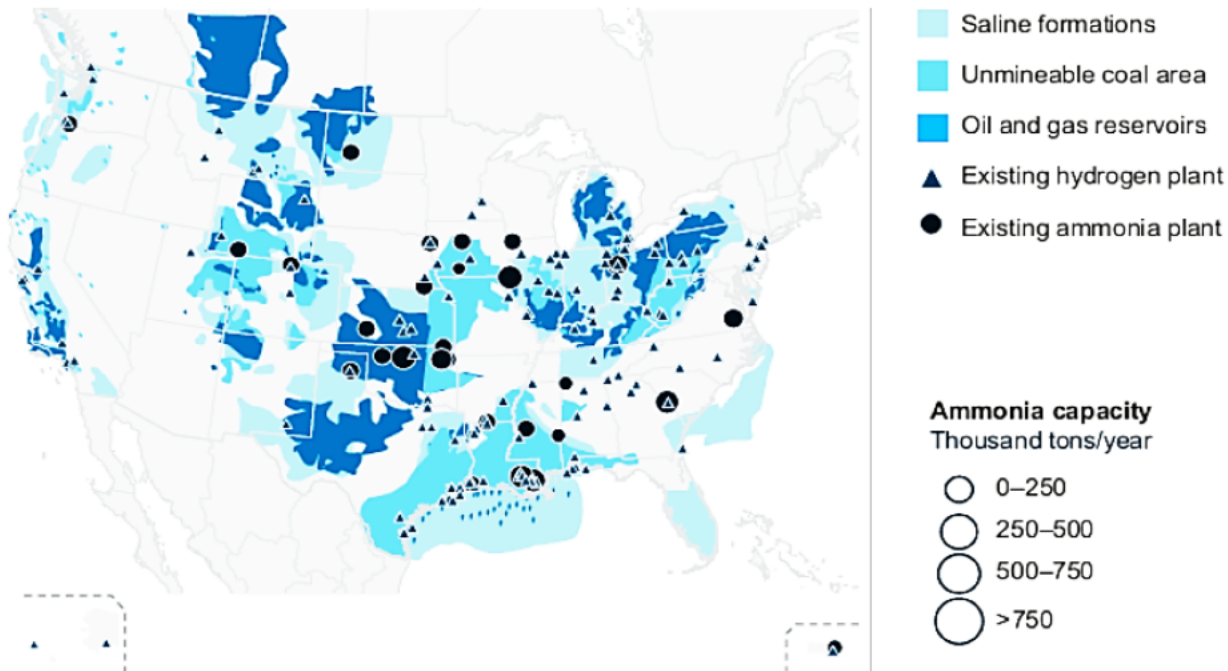 Saline formations
Unmineable coal area
Oil and gas reservoirs
Existing hydrogen plant
Existing ammonia plant
Ammonia capacity
Thousand tons/year
0–250
250–500
500–750
>750